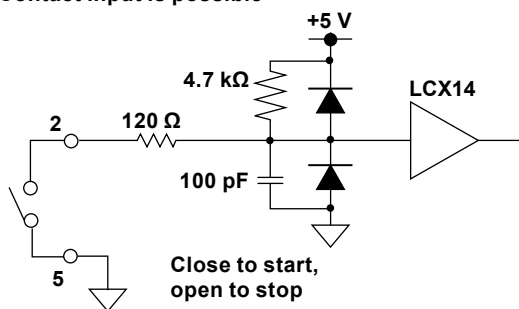 Contact input is possible
+5 V
4.7 kΩ
LCX14
2
120 Ω
100 pF
5
Close to start,
open to stop